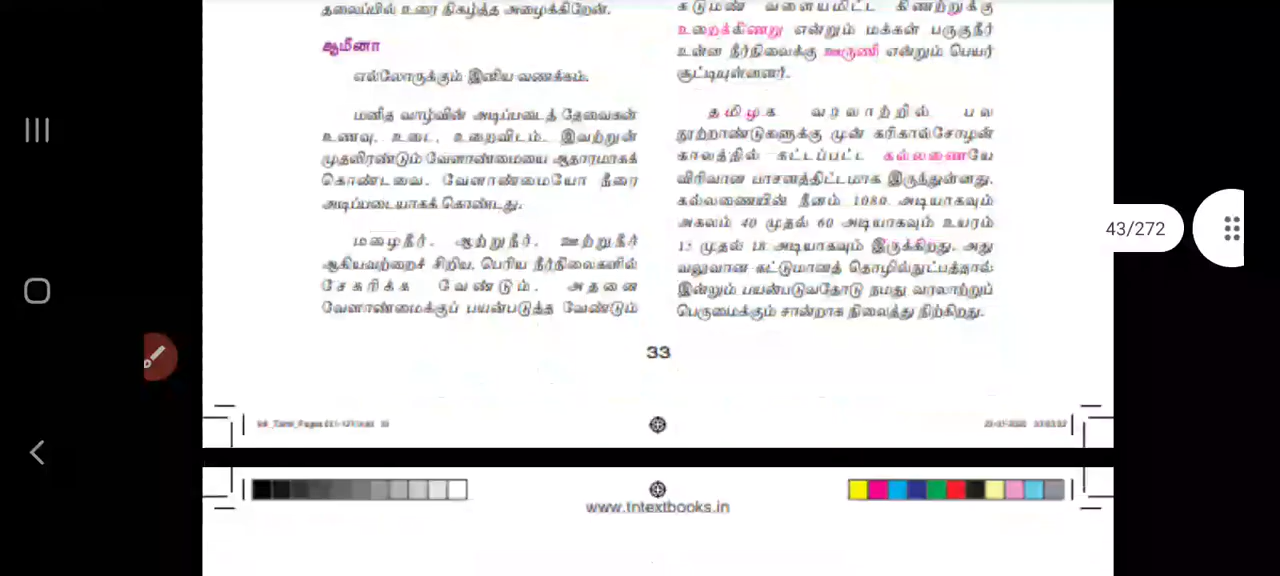 தலைப்பில் உரை நிகழ்த்த அழைக்கிறேன்.
ஆமீனா
எல்லோருக்கும் இனிய வணக்கம்.
மனித வாழ்வின் அடிப்படைத் தேவைகள்
உணவு, உடை, உறைவிடம். இவற்றுள்
முதலிரண்டும் வேளாண்மையை ஆதாரமாகக்
கொண்டவை. வேளாண்மையோ நீரை
அடிப்படையாகக் கொண்டது.
மழைநீர், ஆற்றுநீர், ஊற்றுநீர்
ஆகியவற்றைச் சிறிய, பெரிய நீர்நிலைகளில்
சேகரிக்க வேண்டும். அதனை
வேளாண்மைக்குப் பயன்படுத்த வேண்டும்
கடுமண் வளையமிட்ட கிணற்றுக்கு
உறைக்கிணறு என்றும் மக்கள் பருகுநீர்
உள்ள நீர்நிலைக்கு ஊருணி என்றும் பெயர்
சூட்டியுள்ளனர்.
தமிழக வரலாற்றில் பல
நூற்றாண்டுகளுக்கு முன் கரிகால்சோழன்
காலத்தில் கட்டப்பட்ட கல்லணையே
விரிவான பாசனத்திட்டமாக இருந்துள்ளது.
கல்லணையின் நீளம் 1080 அடியாகவும்
அகலம் 40 முதல் 60 அடியாகவும் உயரம்
15 முதல் 18 அடியாகவும் இருக்கிறது. அது
வலுவான கட்டுமானத் தொழில்நுட்பத்தால்
இன்றும் பயன்படுவதோடு நமது வரலாற்றுப்
பெருமைக்கும் சான்றாக நிலைத்து நிற்கிறது.
33
43/272
www.tntextbooks.in